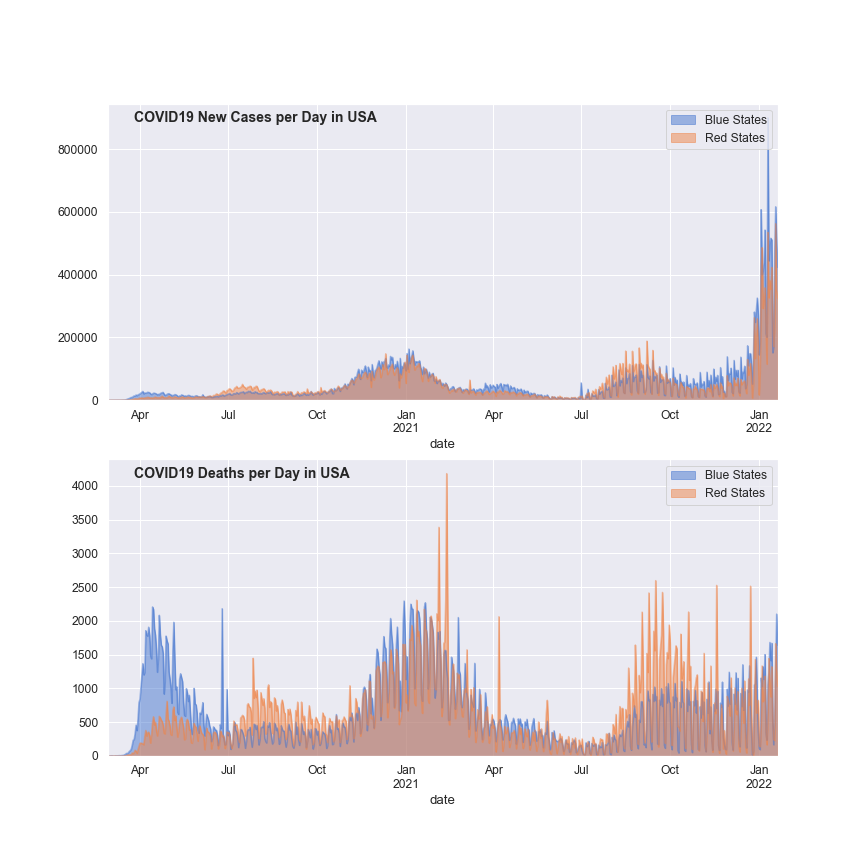 COVID19 New Cases per Day in USA
Blue States
Red States
800000
600000
400000
200000
0
Apr Jul Oct Jan Apr Jul Oct Jan
2021 2022
date
COVID19 Deaths per Day in USA
Blue States
Red States
4000
3500
3000
2500
2000
1500
1000
500
0
Apr Jul Oct Jan Apr Jul Oct Jan
2021 2022
date